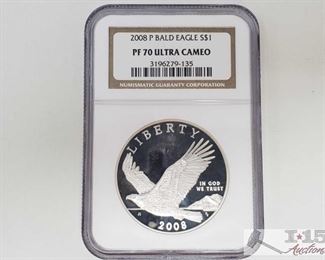 2008 P BALD EAGLE S$1
PF 70 ULTRA CAMEO
3196279-135
NUMISMATIC GUARANTY CORPORATION
LIBERTY
IN GOD
WE TRUST
2008
I-15
Auctions